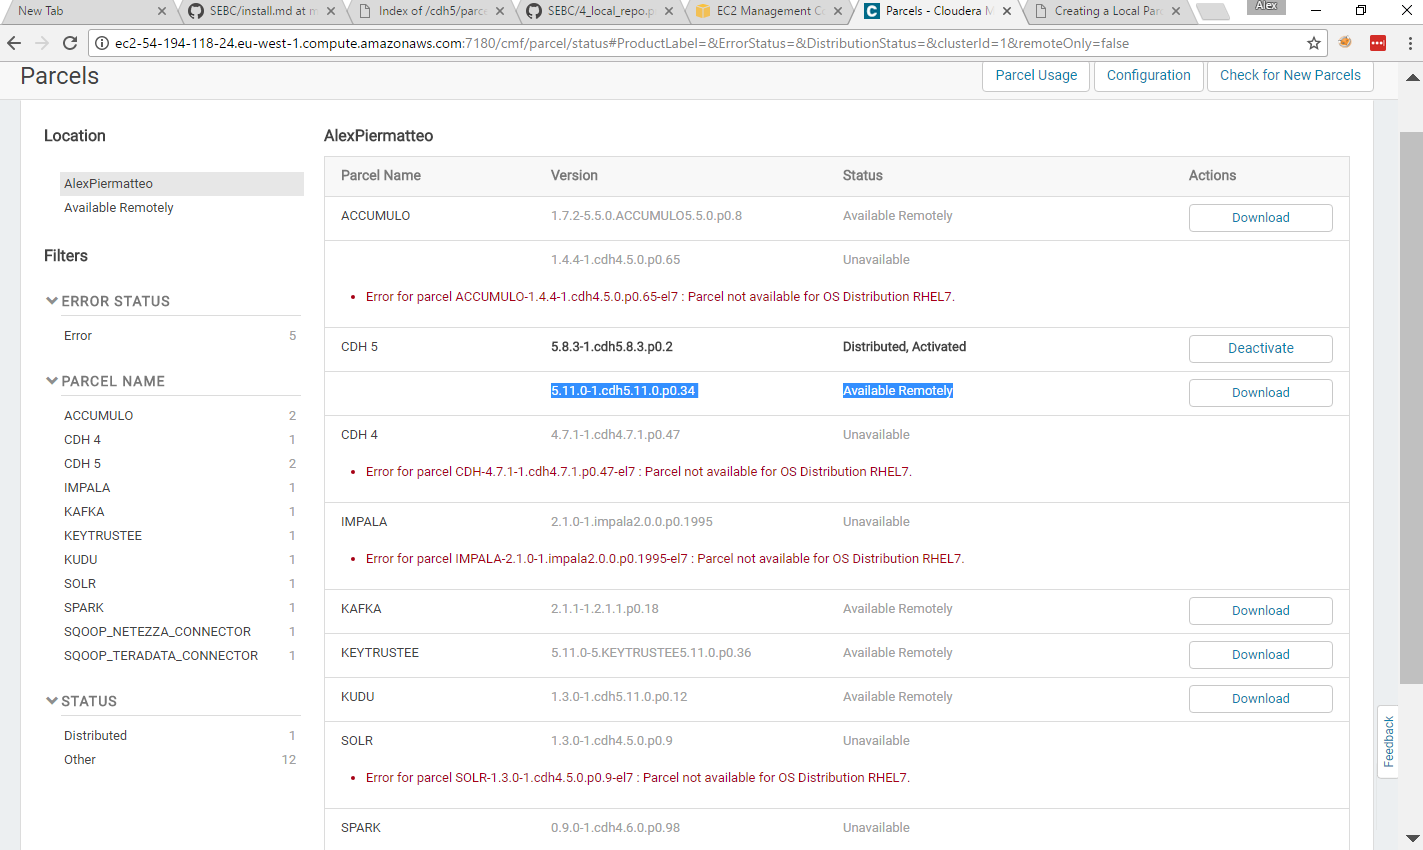 New Tab
SEBC/install.md at m
Index of /cdh5/parce
SEBC/4_local_repo.p
EC2 Management Co
Parcels - Cloudera M
Creating a Local Parc
Alex
ec2-54-194-118-24.eu-west-1.compute.amazonaws.com:7180/cmf/parcel/status#ProductLabel=&ErrorStatus=&DistributionStatus=&clusterId=1&remoteOnly=false
Parcels
Parcel Usage
Configuration
Check for New Parcels
Location
AlexPiermatteo
Available Remotely
Filters
ERROR STATUS
Error 5
PARCEL NAME
ACCUMULO 2
CDH 4 1
CDH 5 2
IMPALA 1
KAFKA 1
KEYTRUSTEE 1
KUDU 1
SOLR 1
SPARK 1
SQOOP_NETEZZA_CONNECTOR 1
SQOOP_TERADATA_CONNECTOR 1
STATUS
Distributed 1
Other 12
AlexPiermatteo
Parcel Name Version Status Actions
ACCUMULO 1.7.2-5.5.0.ACCUMULO5.5.0.p0.8 Available Remotely Download
1.4.4-1.cdh4.5.0.p0.65 Unavailable
Error for parcel ACCUMULO-1.4.4-1.cdh4.5.0.p0.65-el7 : Parcel not available for OS Distribution RHEL7.
CDH 5 5.8.3-1.cdh5.8.3.p0.2 Distributed, Activated Deactivate
5.11.0-1.cdh5.11.0.p0.34 Available Remotely Download
CDH 4 4.7.1-1.cdh4.7.1.p0.47 Unavailable
Error for parcel CDH-4.7.1-1.cdh4.7.1.p0.47-el7 : Parcel not available for OS Distribution RHEL7.
IMPALA 2.1.0-1.impala2.0.0.p0.1995 Unavailable
Error for parcel IMPALA-2.1.0-1.impala2.0.0.p0.1995-el7 : Parcel not available for OS Distribution RHEL7.
KAFKA 2.1.1-1.2.1.1.p0.18 Available Remotely Download
KEYTRUSTEE 5.11.0-5.KEYTRUSTEE5.11.0.p0.36 Available Remotely Download
KUDU 1.3.0-1.cdh5.11.0.p0.12 Available Remotely Download
SOLR 1.3.0-1.cdh4.5.0.p0.9 Unavailable
Error for parcel SOLR-1.3.0-1.cdh4.5.0.p0.9-el7 : Parcel not available for OS Distribution RHEL7.
SPARK 0.9.0-1.cdh4.6.0.p0.98 Unavailable
Feedback